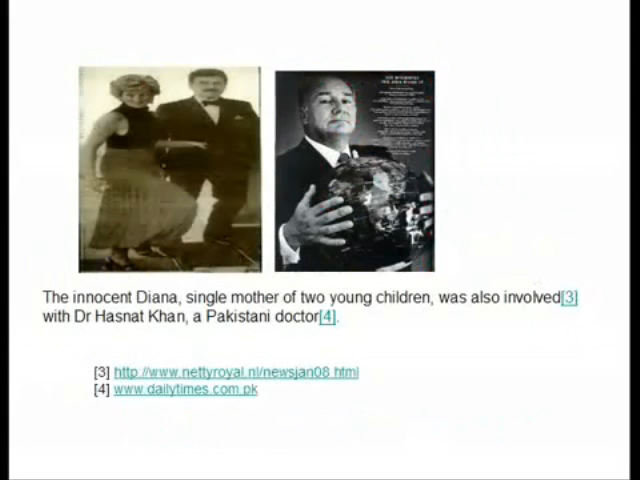 The innocent Diana, single mother of two young children, was also involved[3]
with Dr Hasnat Khan, a Pakistani doctor[4].
[3] http://www.nettyroyal.nl/newsjan08.html
[4] www.dailytimes.com.pk